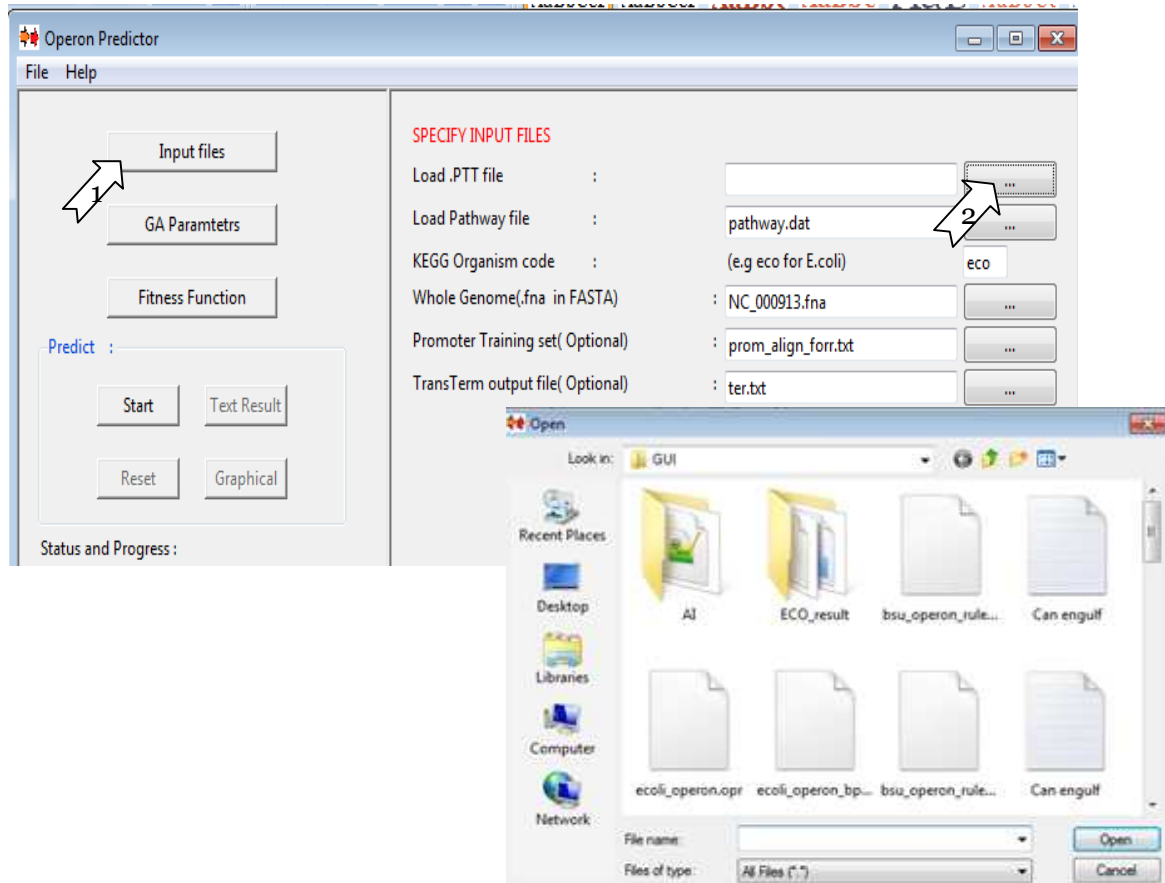 Operon Predictor
File Help
Input files
1
GA Paramtetrs
Fitness Function
Predict :
Start Text Result
Reset Graphical
Status and Progress :
SPECIFY INPUT FILES
Load .PTT file : ...
2
Load Pathway file : pathway.dat ...
KEGG Organism code : (e.g eco for E.coli) eco
Whole Genome(.fna in FASTA) : NC_000913.fna ...
Promoter Training set( Optional) : prom_align_forr.txt ...
TransTerm output file( Optional) : ter.txt ...
Open
Look in: GUI
Recent Places
Desktop
Libraries
Computer
Network
AI ECO_result bsu_operon_rule... Can engulf
ecoli_operon.opr ecoli_operon_bp... bsu_operon_rule... Can engulf
File name: Open
Files of type: All Files (*.*) Cancel